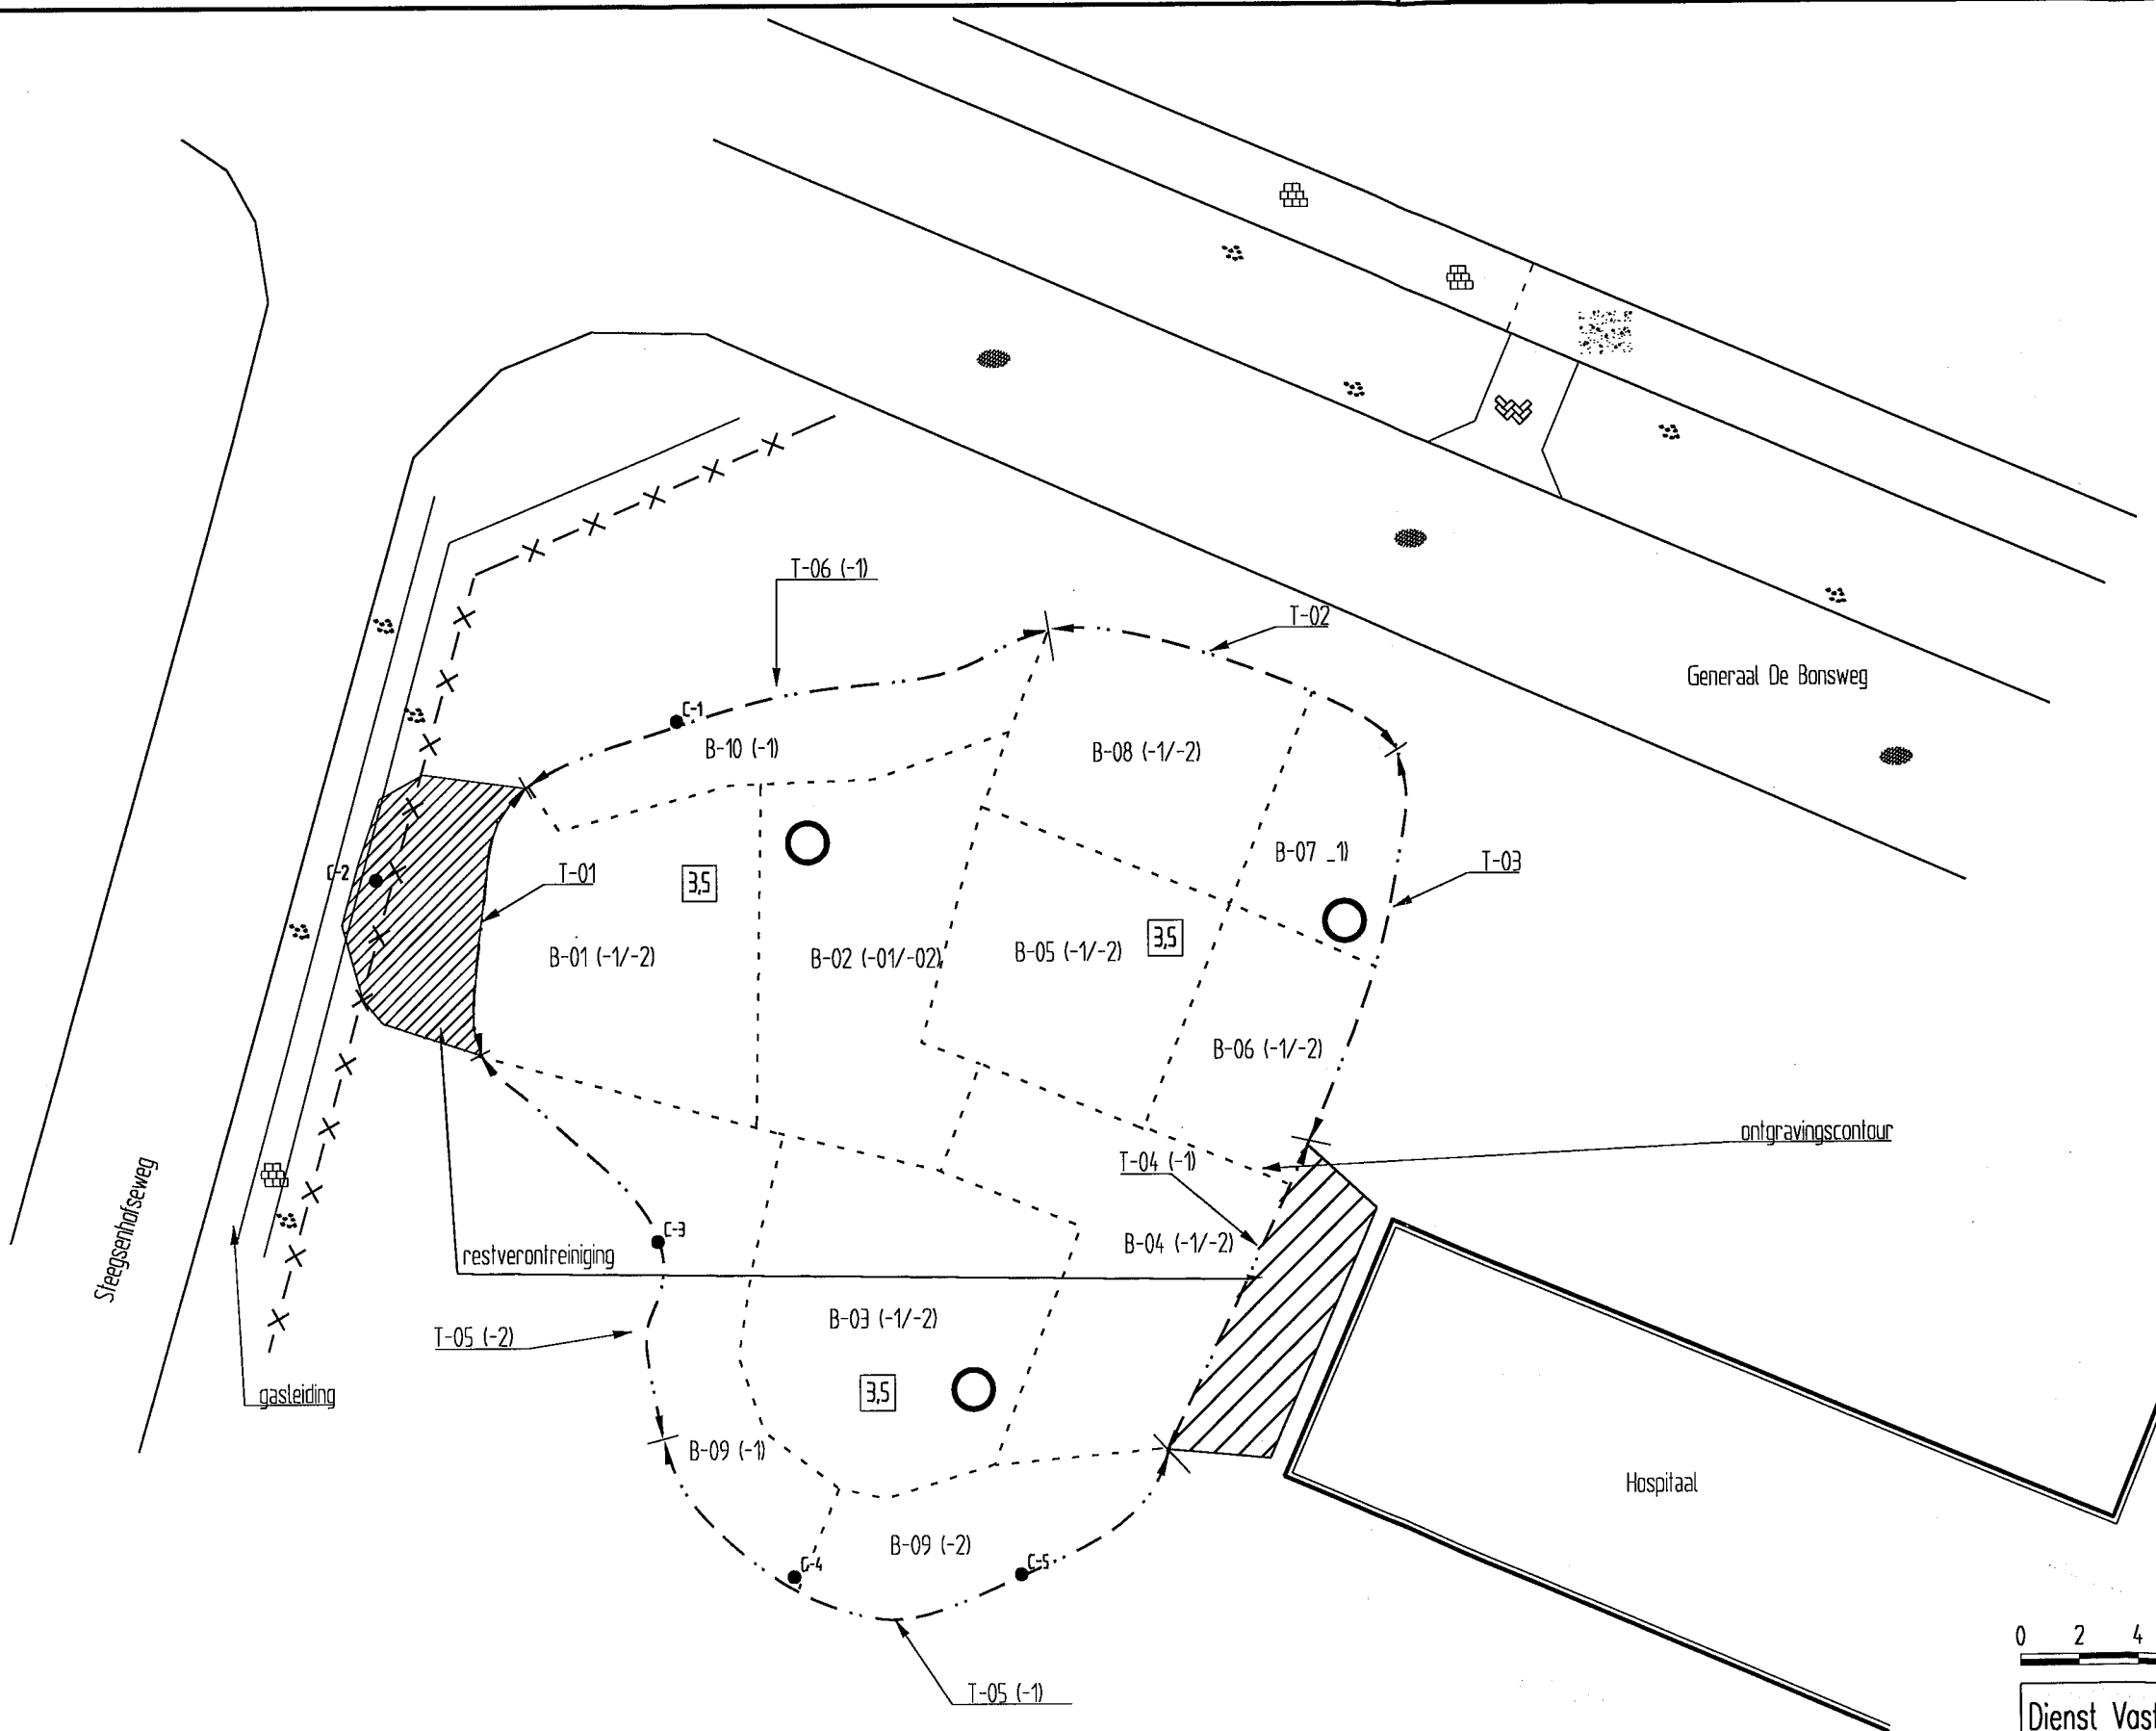 T-06 (-1)
T-02
Generaal De Bonsweg
C-1
B-10 (-1)
B-08 (-1/-2)
B-07 _1)
T-03
C-2
T-01
3,5
3,5
B-01 (-1/-2)
B-02 (-01/-02)
B-05 (-1/-2)
B-06 (-1/-2)
ontgravingscontour
T-04 (-1)
Steegsenhofseweg
C-3
B-04 (-1/-2)
restverontreiniging
B-03 (-1/-2)
T-05 (-2)
3,5
gasleiding
B-09 (-1)
Hospitaal
B-09 (-2)
C-4
C-5
0 2 4
T-05 (-1)
Dienst Vast